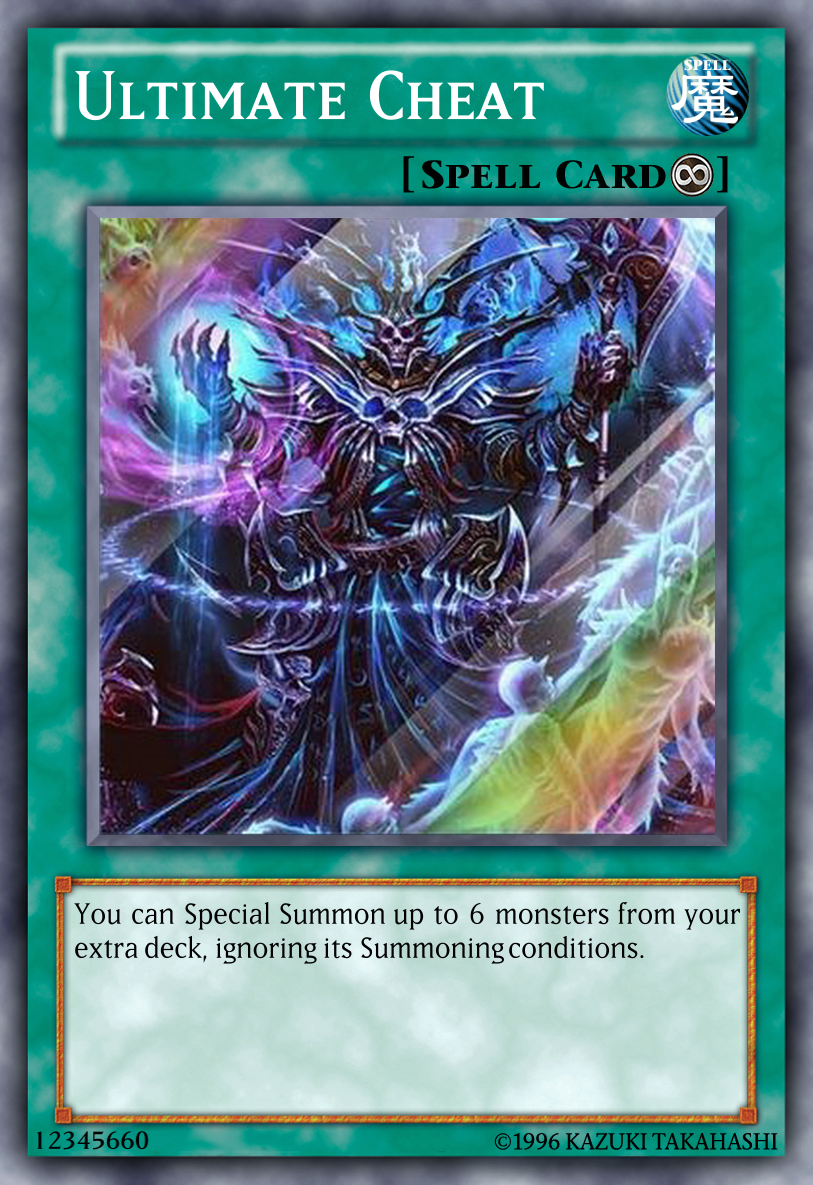 Ultimate Cheat
SPELL
魔
[Spell Card∞]
You can Special Summon up to 6 monsters from your
extra deck, ignoring its Summoning conditions.
12345660
©1996 KAZUKI TAKAHASHI